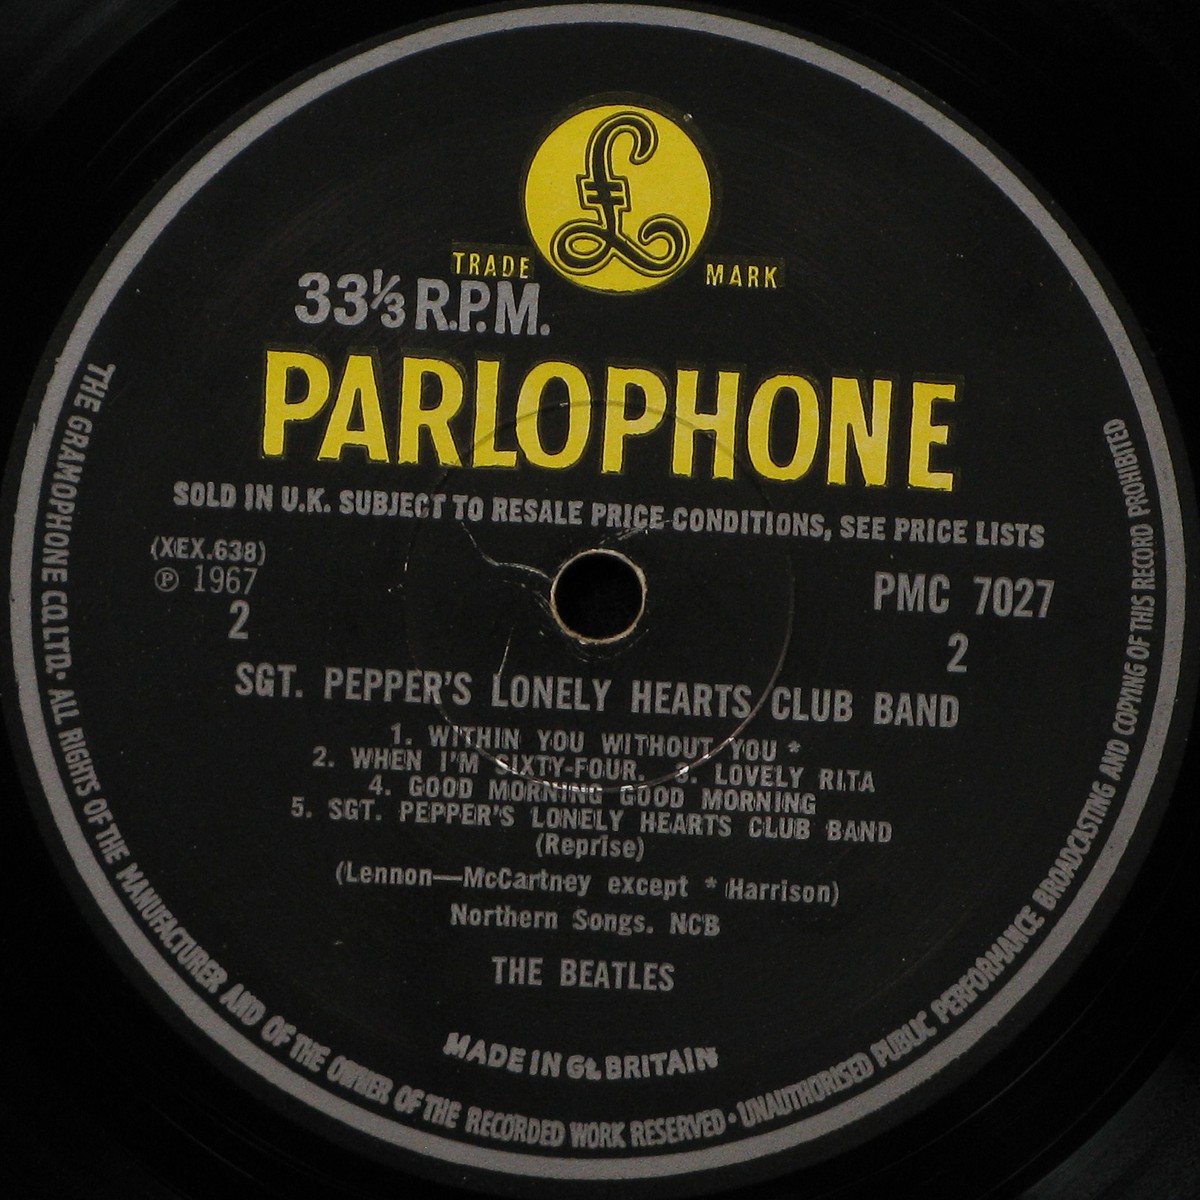 £
TRADE MARK
33⅓ R.P.M.
PARLOPHONE
SOLD IN U.K. SUBJECT TO RESALE PRICE CONDITIONS, SEE PRICE LISTS
(XEX.638)
℗ 1967
2
PMC 7027
2
SGT. PEPPER'S LONELY HEARTS CLUB BAND
1. WITHIN YOU WITHOUT YOU *
2. WHEN I'M SIXTY-FOUR. 3. LOVELY RITA
4. GOOD MORNING GOOD MORNING
5. SGT. PEPPER'S LONELY HEARTS CLUB BAND
(Reprise)
(Lennon—McCartney except * Harrison)
Northern Songs. NCB
THE BEATLES
MADE IN Gt. BRITAIN
THE GRAMOPHONE CO. LTD. · ALL RIGHTS OF THE MANUFACTURER AND OF THE OWNER OF THE RECORDED WORK RESERVED · UNAUTHORISED PUBLIC PERFORMANCE BROADCASTING AND COPYING OF THIS RECORD PROHIBITED